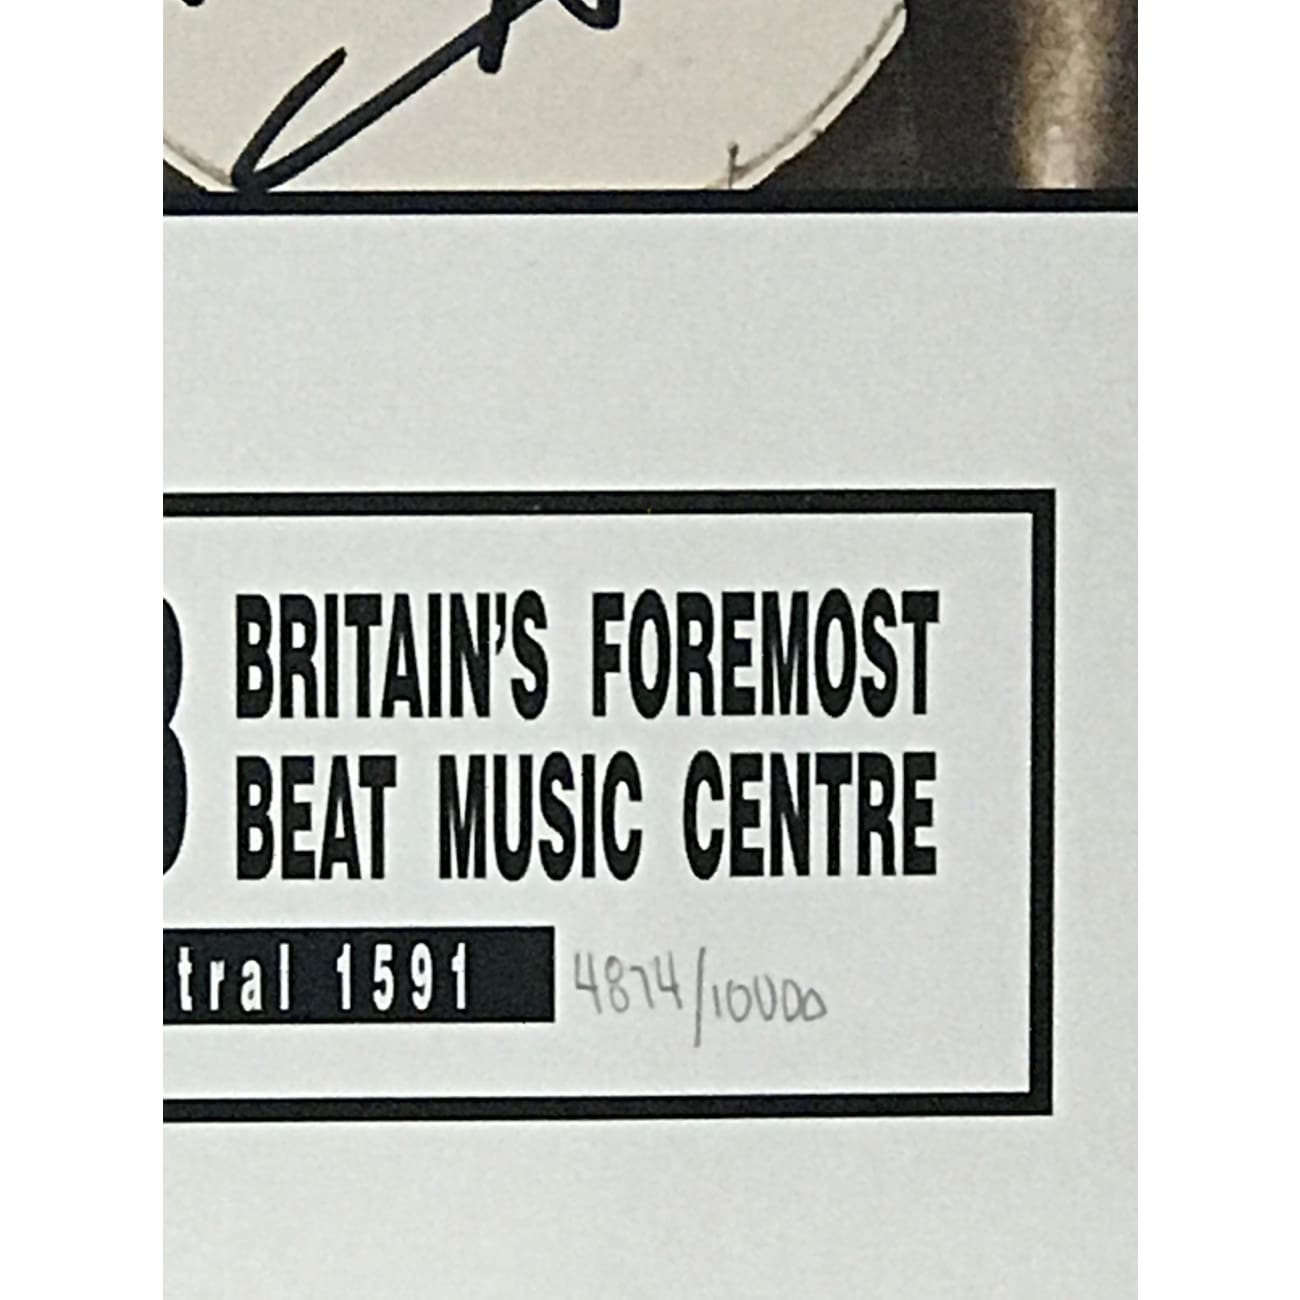 BRITAIN'S FOREMOST
BEAT MUSIC CENTRE
tral 1591
4874/10000